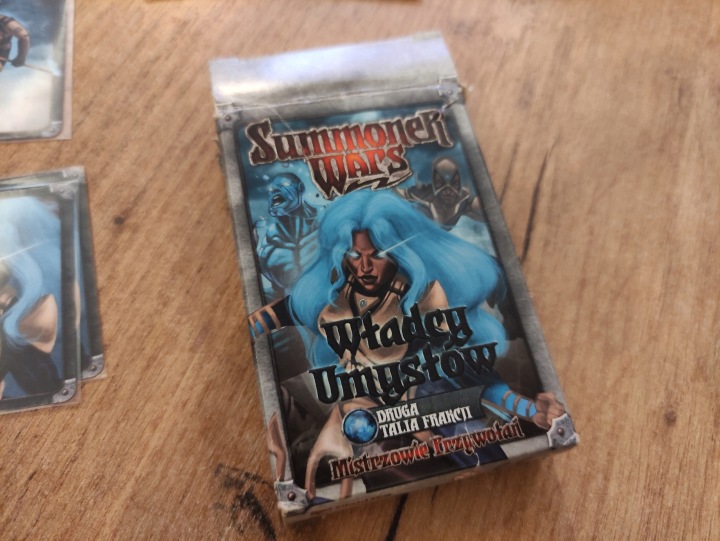 Summoner
Wars
Władcy
Umysłów
DRUGA
TALIA FRAKCJI
Mistrzowie Przywołań